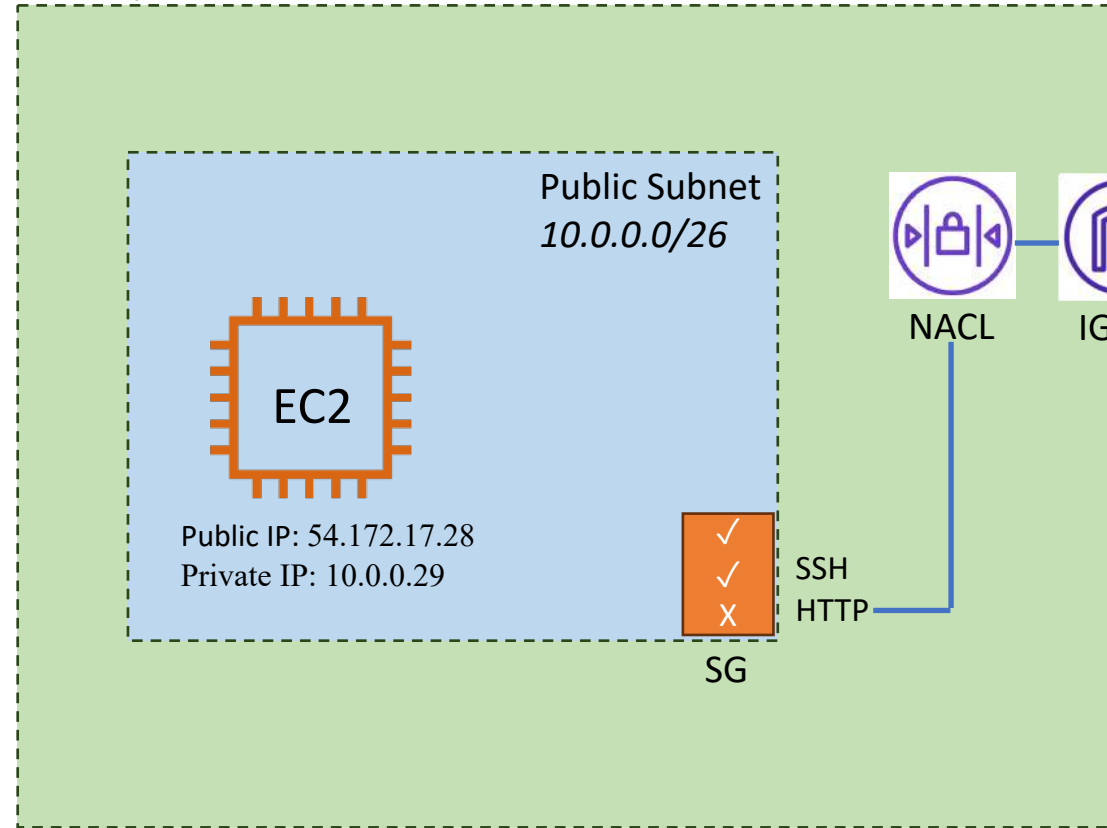 Public Subnet
10.0.0.0/26
NACL
EC2
Public IP: 54.172.17.28
Private IP: 10.0.0.29
✓
✓
X
SSH
HTTP
SG